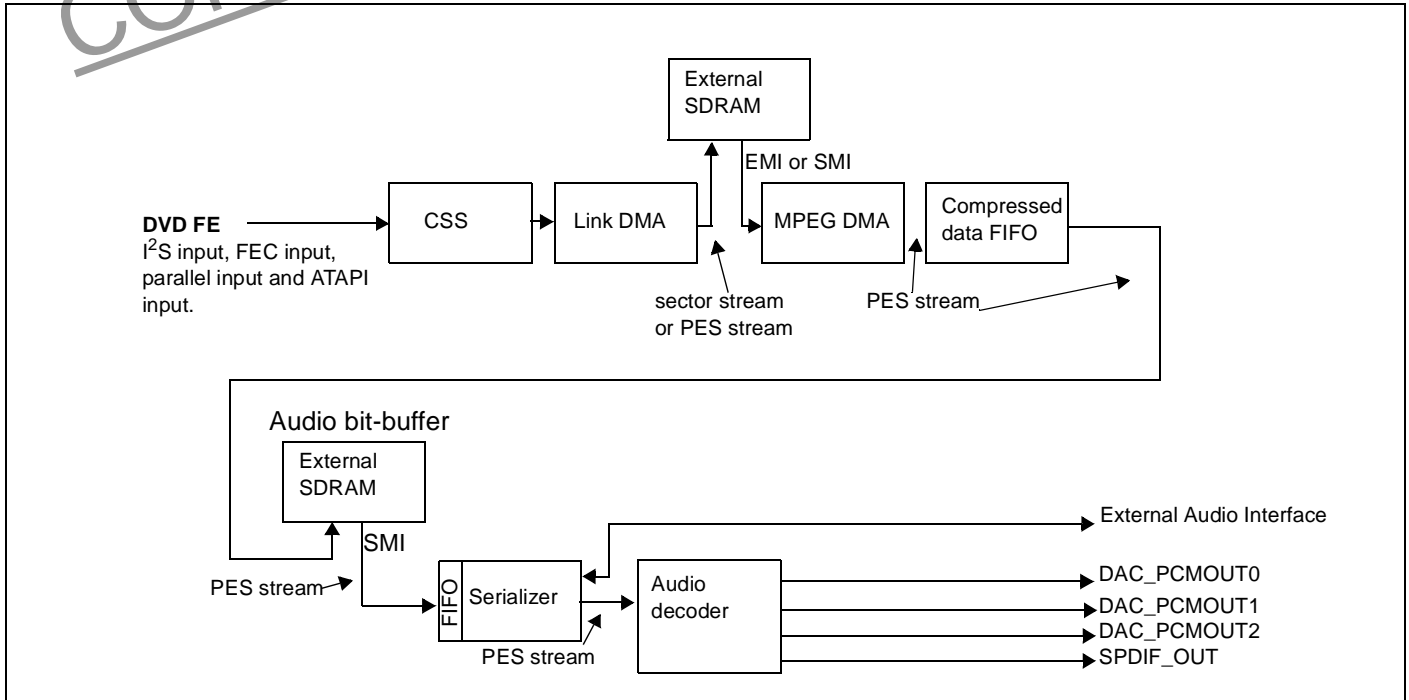 External
SDRAM
EMI or SMI
DVD FE
I²S input, FEC input,
parallel input and ATAPI
input.
CSS
Link DMA
MPEG DMA
Compressed
data FIFO
sector stream
or PES stream
PES stream
Audio bit-buffer
External
SDRAM
SMI
PES stream
FIFO
Serializer
PES stream
Audio
decoder
External Audio Interface
DAC_PCMOUT0
DAC_PCMOUT1
DAC_PCMOUT2
SPDIF_OUT